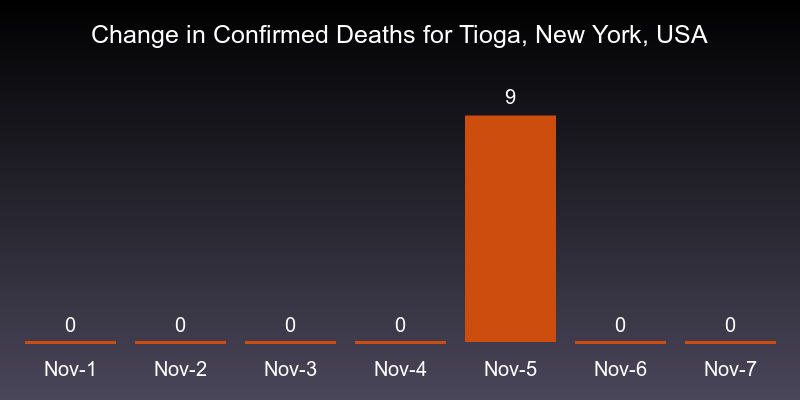 Change in Confirmed Deaths for Tioga, New York, USA
9
0 0 0 0 0 0
Nov-1 Nov-2 Nov-3 Nov-4 Nov-5 Nov-6 Nov-7